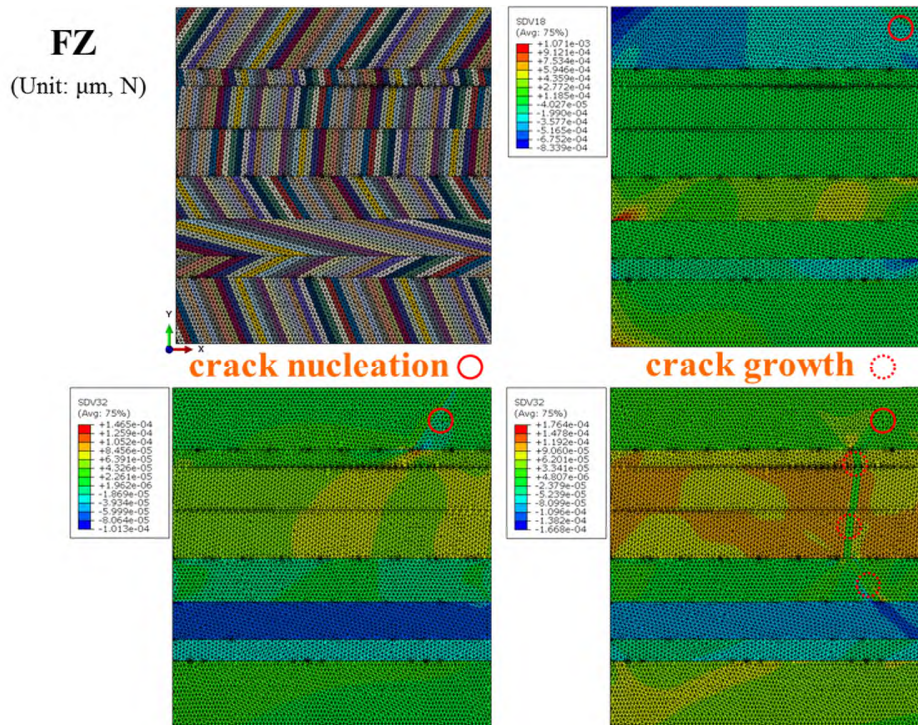 FZ
(Unit: μm, N)
SDV18
(Avg: 75%)
+1.071e-03
+9.121e-04
+7.534e-04
+5.946e-04
+4.359e-04
+2.772e-04
+1.185e-04
-4.027e-05
-1.990e-04
-3.577e-04
-5.165e-04
-6.752e-04
-8.339e-04
Y
X
crack nucleation
crack growth
SDV32
(Avg: 75%)
+1.465e-04
+1.259e-04
+1.052e-04
+8.456e-05
+6.391e-05
+4.326e-05
+2.261e-05
+1.962e-06
-1.869e-05
-3.934e-05
-5.999e-05
-8.064e-05
-1.013e-04
SDV32
(Avg: 75%)
+1.764e-04
+1.478e-04
+1.192e-04
+9.060e-05
+6.201e-05
+3.341e-05
+4.807e-06
-2.379e-05
-5.239e-05
-8.099e-05
-1.096e-04
-1.382e-04
-1.668e-04